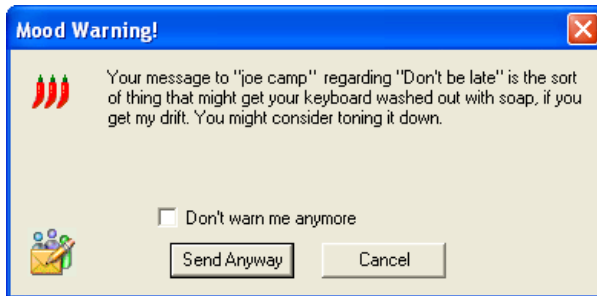 Mood Warning!
Your message to "joe camp" regarding "Don't be late" is the sort
of thing that might get your keyboard washed out with soap, if you
get my drift. You might consider toning it down.
Don't warn me anymore
Send Anyway
Cancel